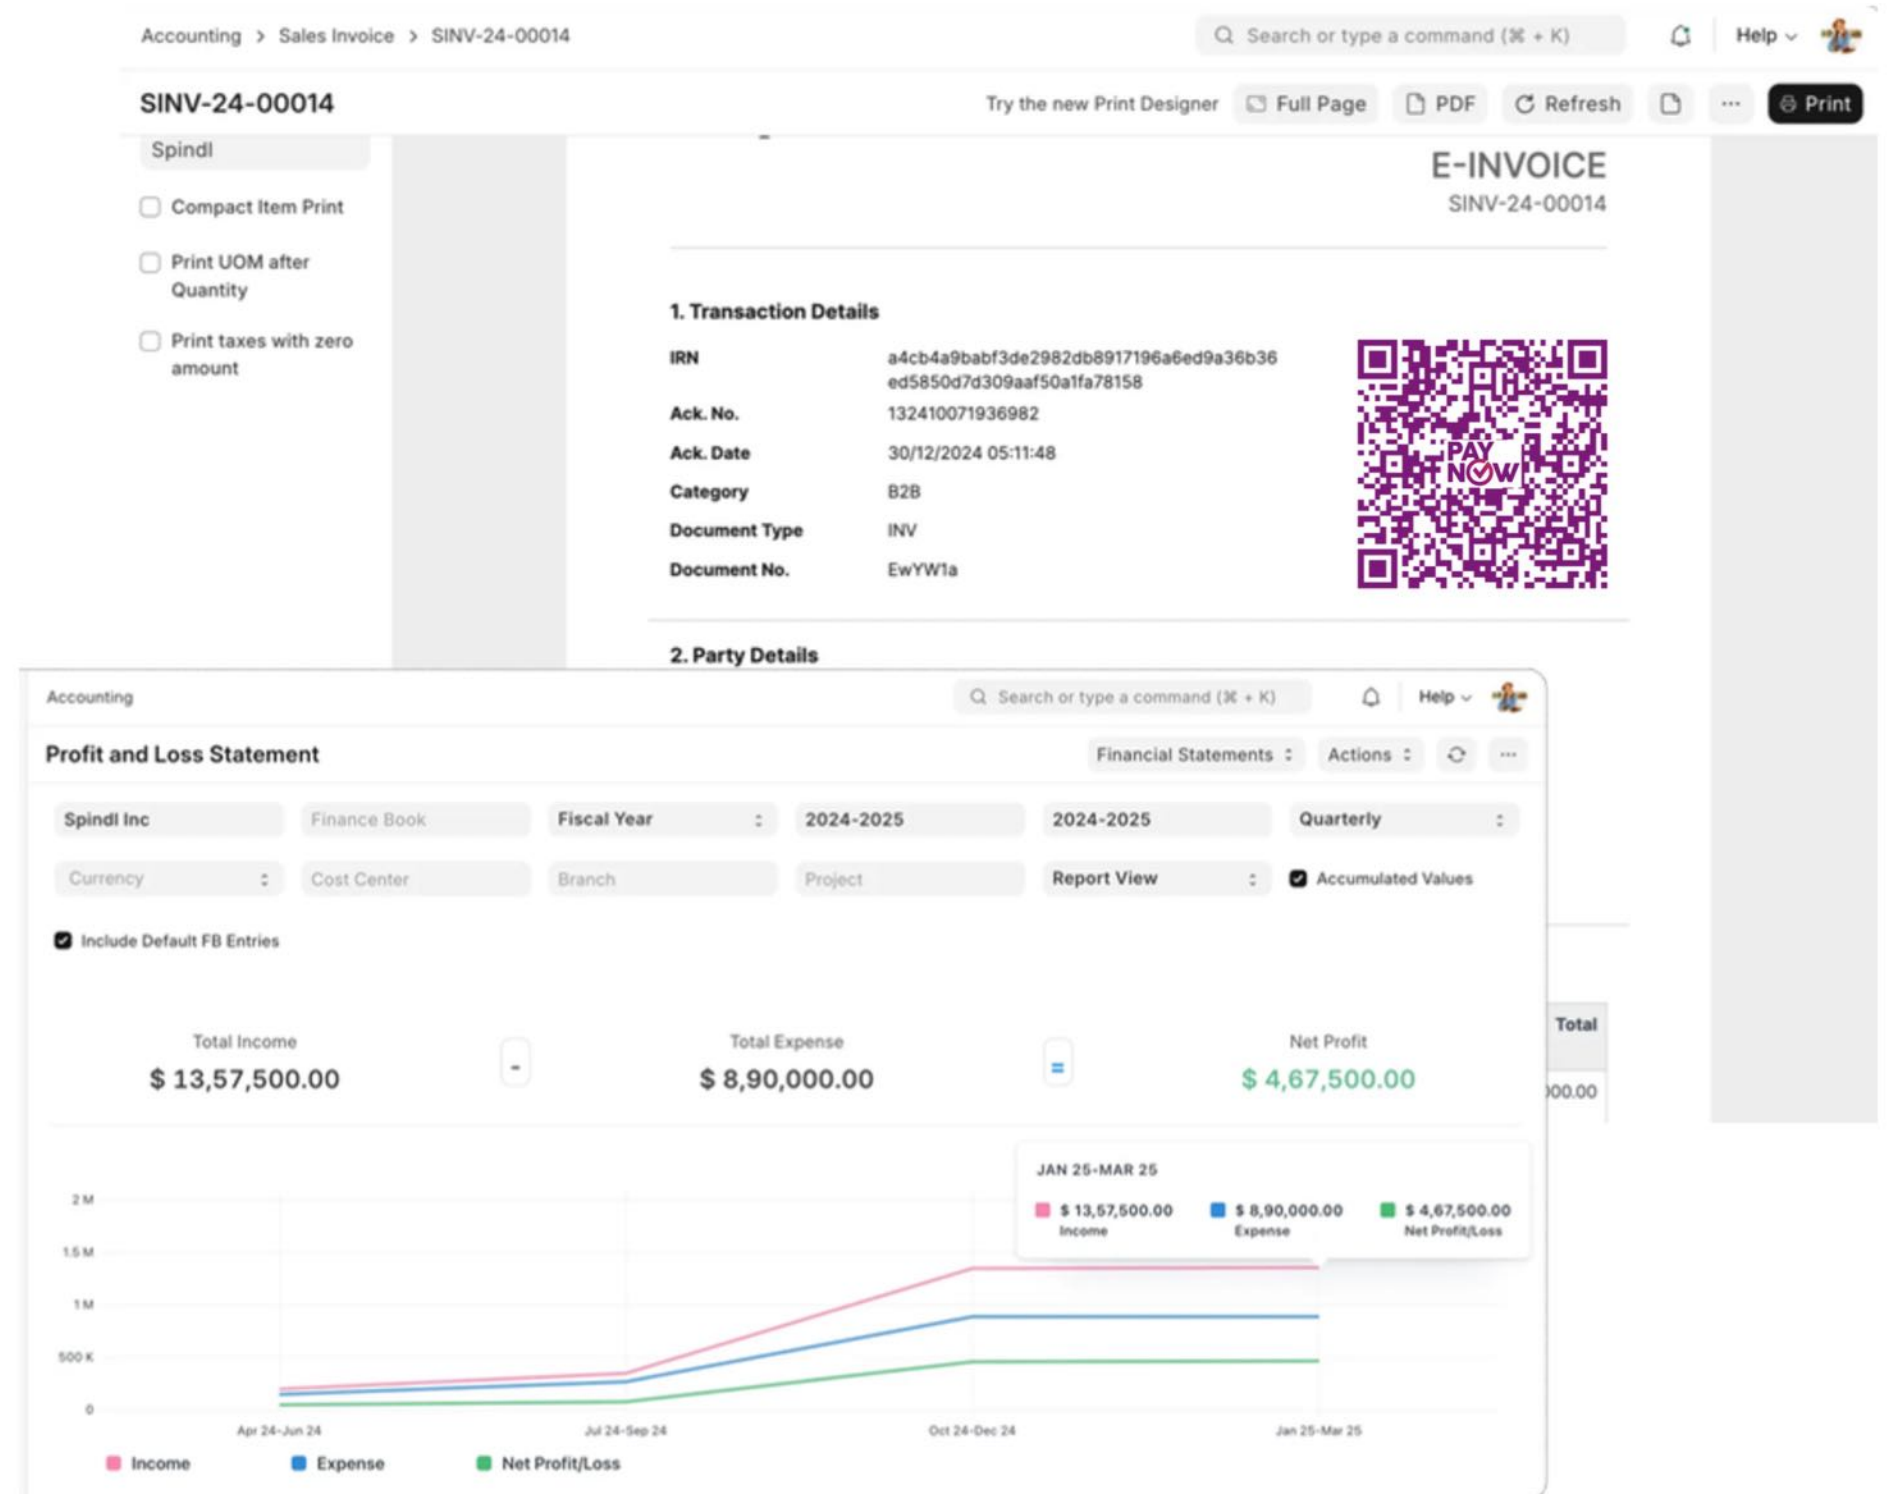 Accounting > Sales Invoice > SINV-24-00014
Search or type a command (⌘ + K)
Help
SINV-24-00014
Try the new Print Designer
Full Page
PDF
Refresh
...
Print
Spindl
Compact Item Print
Print UOM after
Quantity
Print taxes with zero
amount
E-INVOICE
SINV-24-00014
1. Transaction Details
IRN a4cb4a9babf3de2982db8917196a6ed9a36b36
ed5850d7d309aaf50a1fa78158
Ack. No. 132410071936982
Ack. Date 30/12/2024 05:11:48
Category B2B
Document Type INV
Document No. EwYW1a
PAY
NOW
2. Party Details
Total
000.00
Accounting
Search or type a command (⌘ + K)
Help
Profit and Loss Statement
Financial Statements
Actions
...
Spindl Inc
Finance Book
Fiscal Year
2024-2025
2024-2025
Quarterly
Currency
Cost Center
Branch
Project
Report View
Accumulated Values
Include Default FB Entries
Total Income
$ 13,57,500.00
-
Total Expense
$ 8,90,000.00
=
Net Profit
$ 4,67,500.00
JAN 25-MAR 25
$ 13,57,500.00
Income
$ 8,90,000.00
Expense
$ 4,67,500.00
Net Profit/Loss
2 M
1.5 M
1 M
500 K
0
Apr 24-Jun 24
Jul 24-Sep 24
Oct 24-Dec 24
Jan 25-Mar 25
Income
Expense
Net Profit/Loss